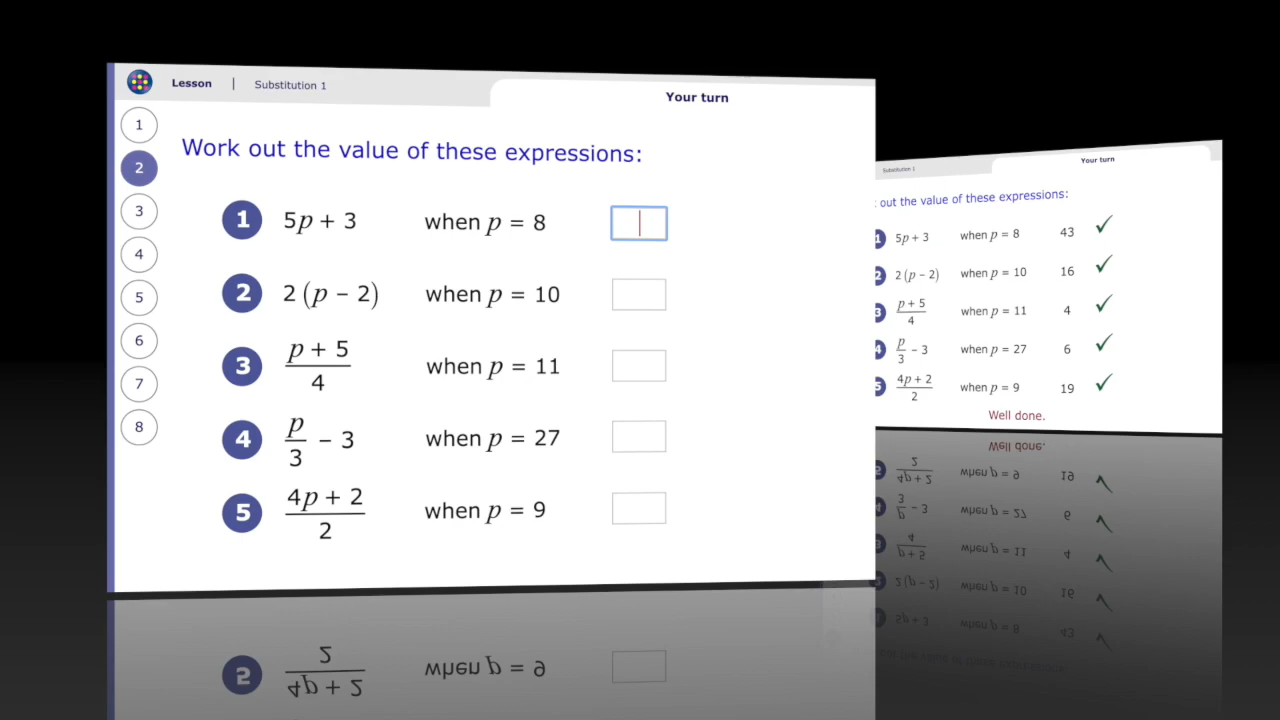 Lesson | Substitution 1
Your turn
1
2
3
4
5
6
7
8
Work out the value of these expressions:
1 5p + 3 when p = 8
2 2 (p − 2) when p = 10
3 (p + 5)/4 when p = 11
4 p/3 − 3 when p = 27
5 (4p + 2)/2 when p = 9
Substitution 1
Your turn
out the value of these expressions:
1 5p + 3 when p = 8 43 ✓
2 2 (p − 2) when p = 10 16 ✓
3 (p + 5)/4 when p = 11 4 ✓
4 p/3 − 3 when p = 27 6 ✓
5 (4p + 2)/2 when p = 9 19 ✓
Well done.